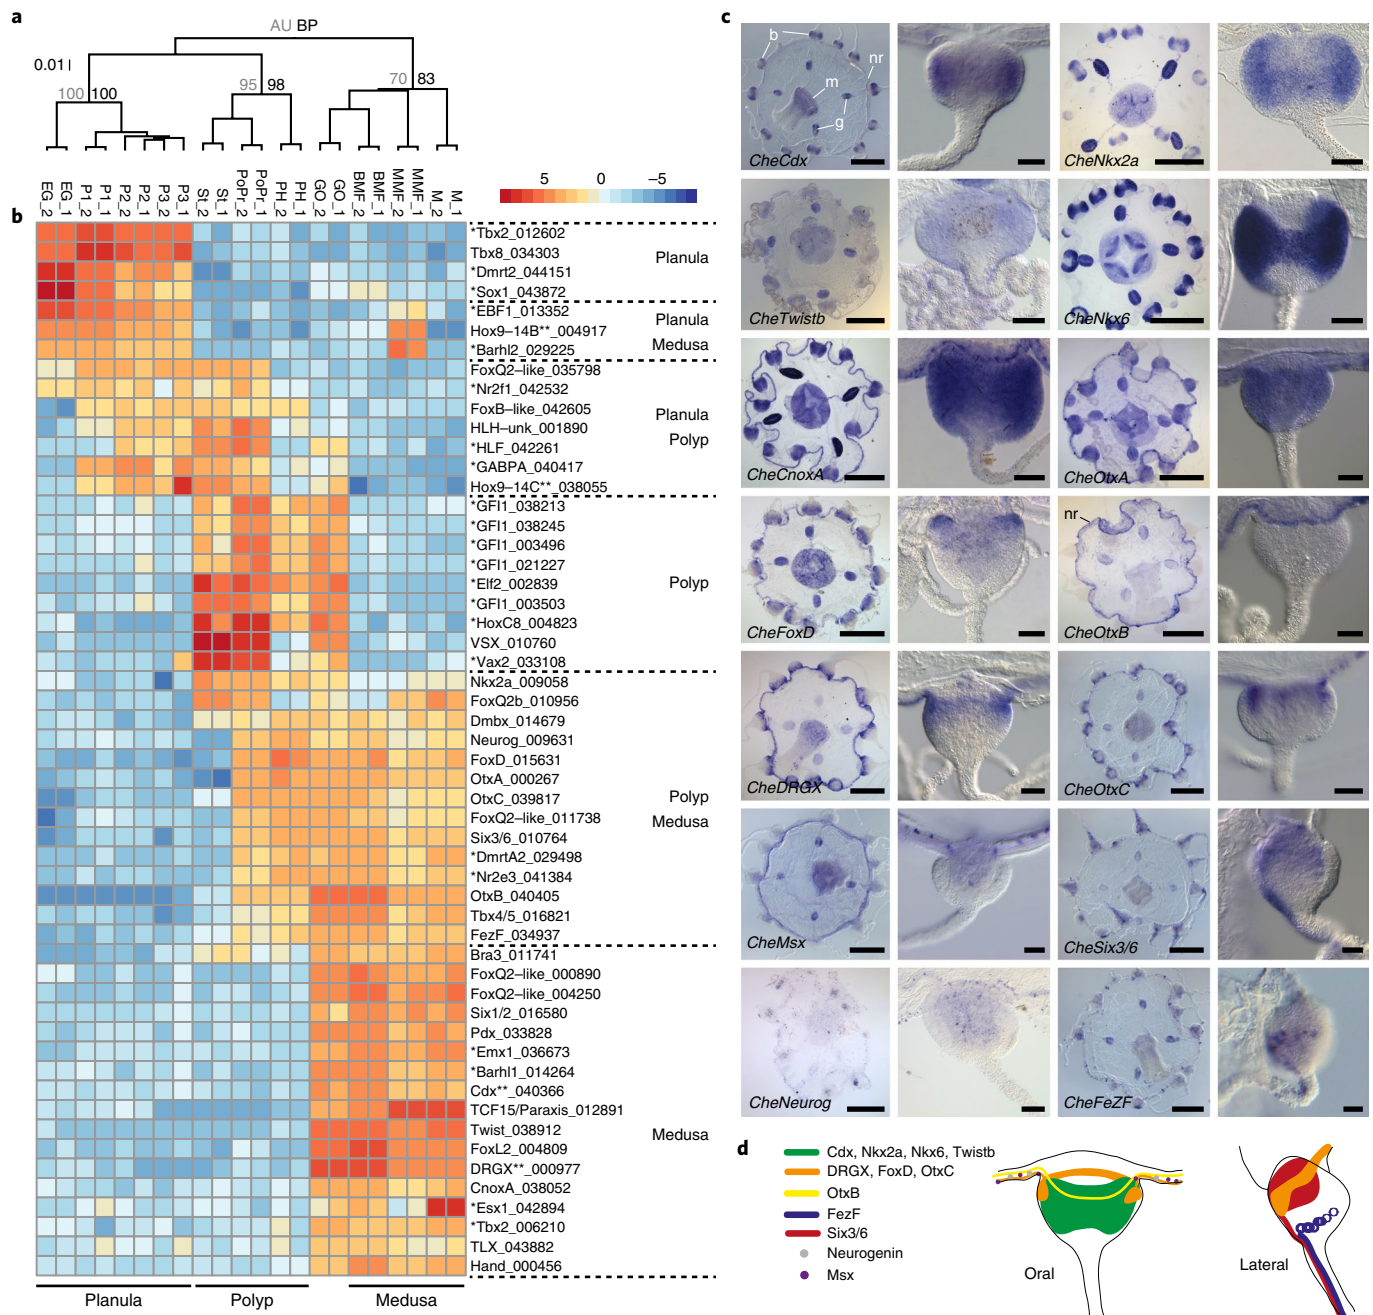 a
AU BP
0.01
100 100
95 98
70 83
EG_2
EG_1
P1_2
P1_1
P2_2
P2_1
P3_2
P3_1
St_2
St_1
PoPr_2
PoPr_1
PH_2
PH_1
GO_2
GO_1
BMF_2
BMF_1
MMF_2
MMF_1
M_2
M_1
5 0 −5
b
*Tbx2_012602
Tbx8_034303
*Dmrt2_044151
*Sox1_043872
Planula
*EBF1_013352
Hox9–14B**_004917
*Barhl2_029225
Planula
Medusa
FoxQ2–like_035798
*Nr2f1_042532
FoxB–like_042605
HLH–unk_001890
*HLF_042261
*GABPA_040417
Hox9–14C**_038055
Planula
Polyp
*GFI1_038213
*GFI1_038245
*GFI1_003496
*GFI1_021227
*Elf2_002839
*GFI1_003503
*HoxC8_004823
VSX_010760
*Vax2_033108
Polyp
Nkx2a_009058
FoxQ2b_010956
Dmbx_014679
Neurog_009631
FoxD_015631
OtxA_000267
OtxC_039817
FoxQ2–like_011738
Six3/6_010764
*DmrtA2_029498
*Nr2e3_041384
OtxB_040405
Tbx4/5_016821
FezF_034937
Polyp
Medusa
Bra3_011741
FoxQ2–like_000890
FoxQ2–like_004250
Six1/2_016580
Pdx_033828
*Emx1_036673
*Barhl1_014264
Cdx**_040366
TCF15/Paraxis_012891
Twist_038912
FoxL2_004809
DRGX**_000977
CnoxA_038052
*Esx1_042894
*Tbx2_006210
TLX_043882
Hand_000456
Medusa
Planula
Polyp
Medusa
c
b
nr
m
g
CheCdx
CheNkx2a
CheTwistb
CheNkx6
CheCnoxA
CheOtxA
CheFoxD
nr
CheOtxB
CheDRGX
CheOtxC
CheMsx
CheSix3/6
CheNeurog
CheFeZF
d
Cdx, Nkx2a, Nkx6, Twistb
DRGX, FoxD, OtxC
OtxB
FezF
Six3/6
Neurogenin
Msx
Oral
Lateral